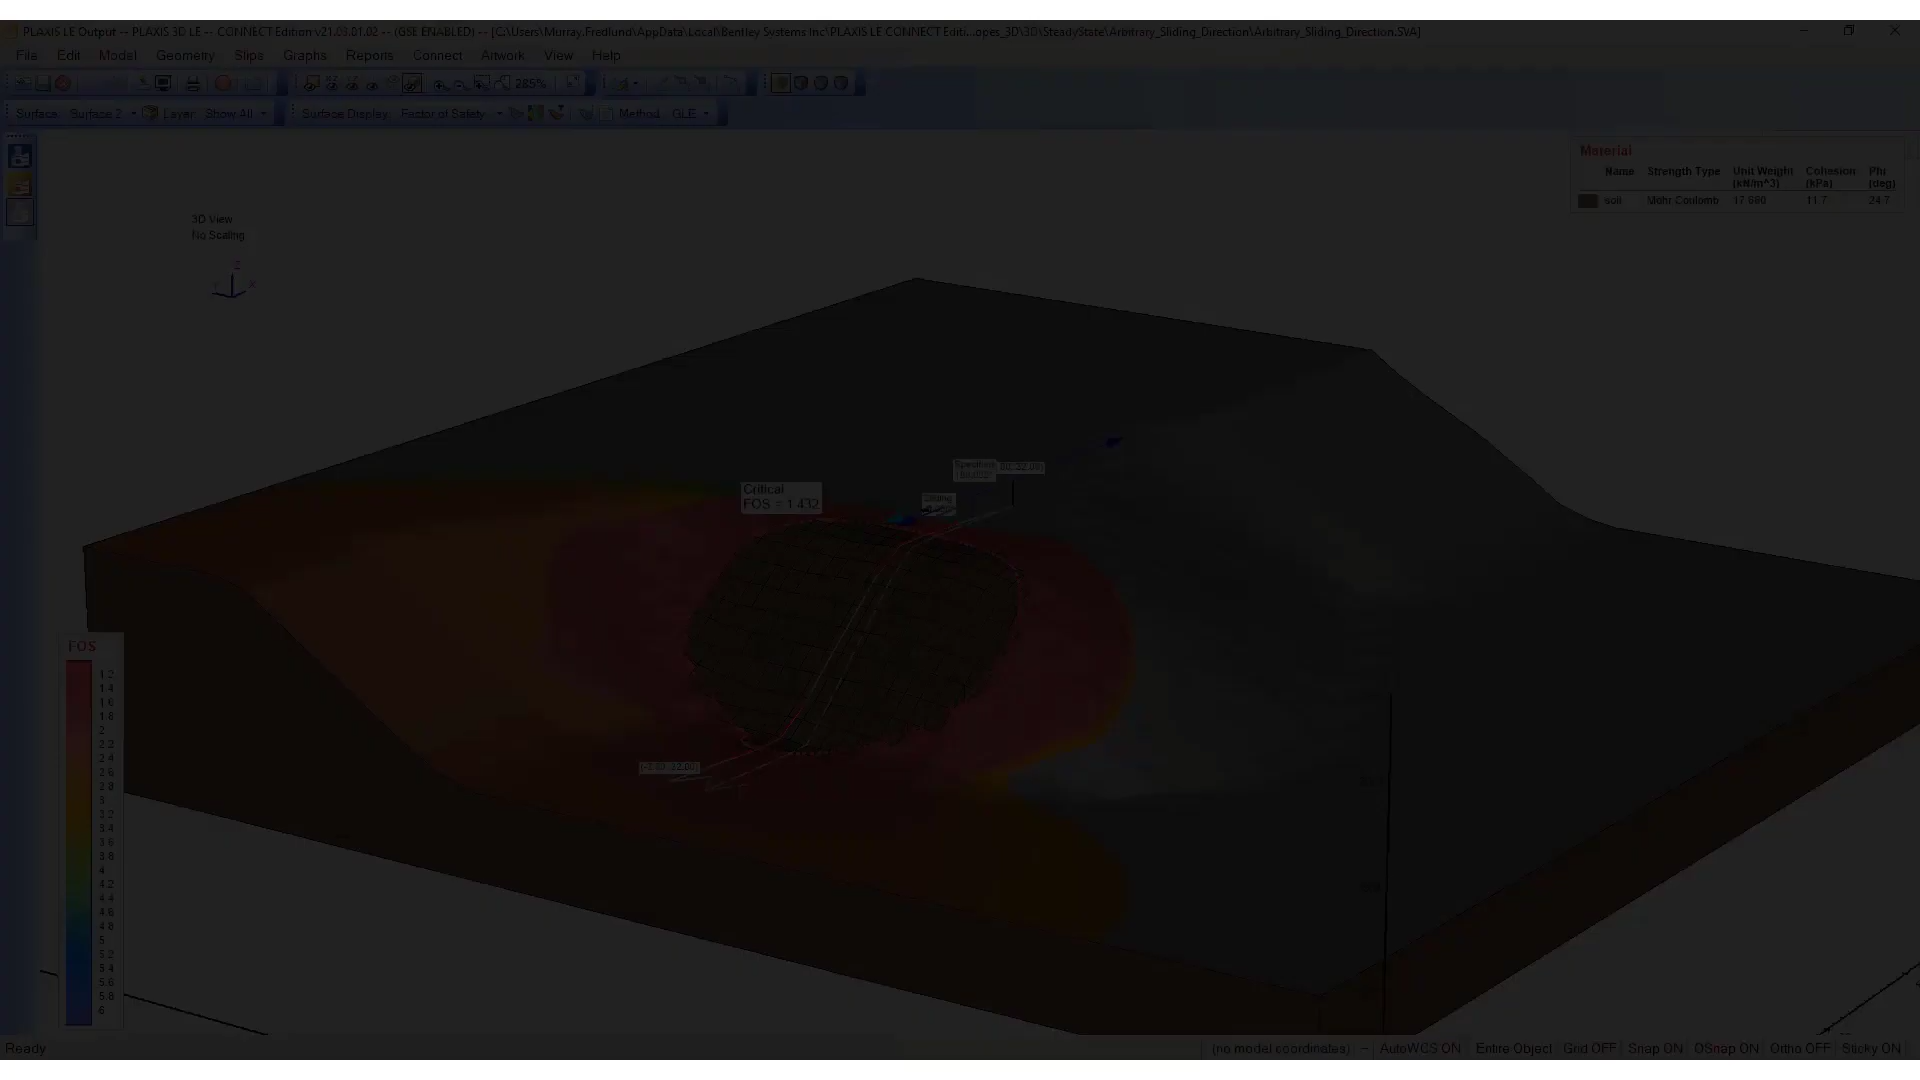 PLAXIS LE Output -- PLAXIS 3D LE -- CONNECT Edition v21.03.01.02 -- (GSE ENABLED) -- [C:\Users\Murray.Fredlund\AppData\Local\Bentley Systems Inc\PLAXIS LE CONNECT Editi...opes_3D\3D\SteadyState\Arbitrary_Sliding_Direction\Arbitrary_Sliding_Direction.SVA]
File Edit Model Geometry Slips Graphs Reports Connect Artwork View Help
285%
Surface: Surface 2 Layer: Show All Surface Display: Factor of Safety Method: GLE
Material
Name Strength Type Unit Weight (kN/m^3) Cohesion (kPa) Phi (deg)
soil Mohr Coulomb 17.660 11.7 24.7
3D View
No Scaling
Z
Y X
Critical
FOS = 1.432
Sliding
FOS
1.2
1.4
1.6
1.8
2
2.2
2.4
2.6
2.8
3
3.2
3.4
3.6
3.8
4
4.2
4.4
4.6
4.8
5
5.2
5.4
5.6
5.8
6
Ready (no model coordinates) -- AutoWCS ON Entire Object Grid OFF Snap ON OSnap ON Ortho OFF Sticky ON